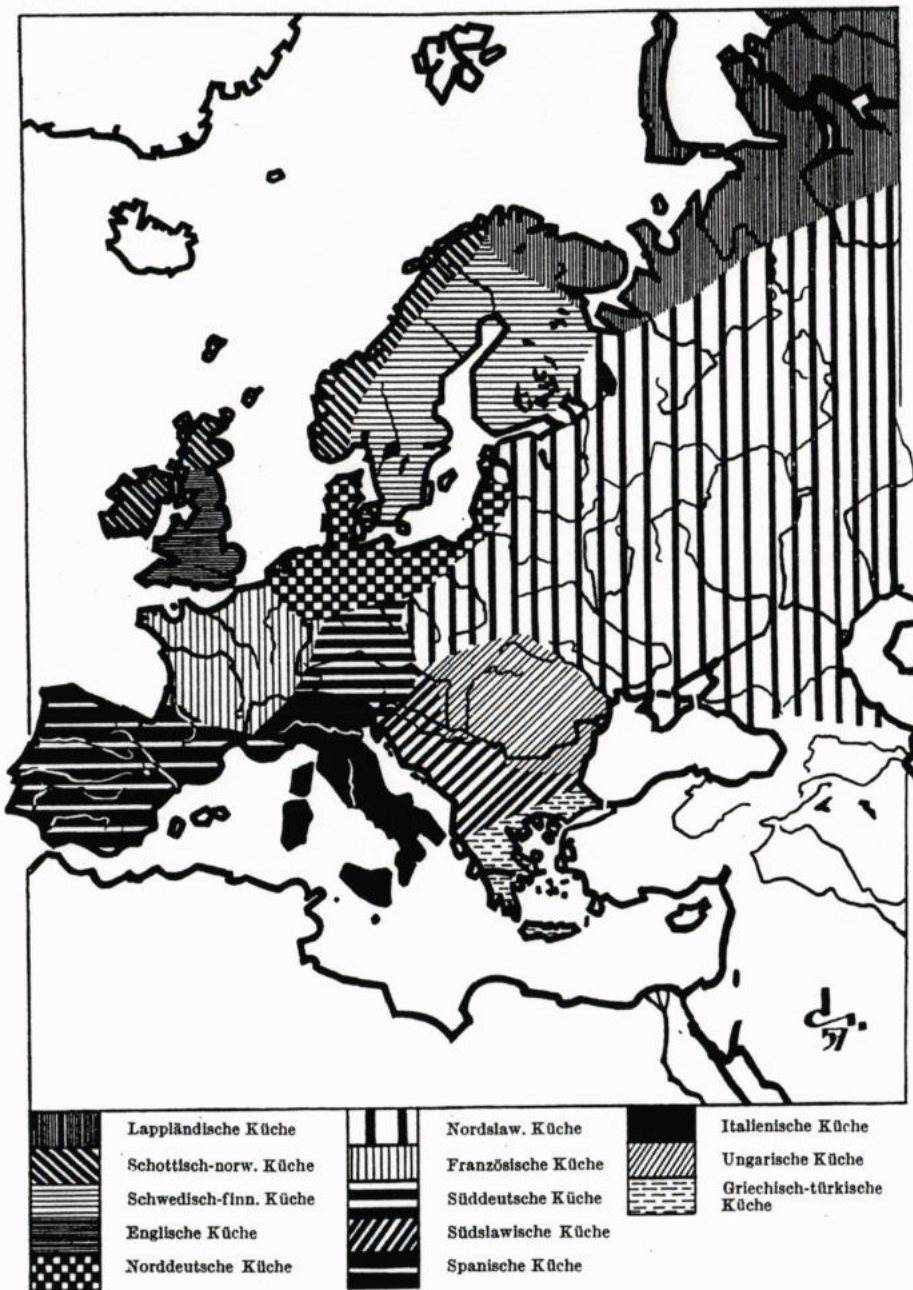 Lappländische Küche
Schottisch-norw. Küche
Schwedisch-finn. Küche
Englische Küche
Norddeutsche Küche
Nordslaw. Küche
Französische Küche
Süddeutsche Küche
Südslawische Küche
Spanische Küche
Italienische Küche
Ungarische Küche
Griechisch-türkische
Küche